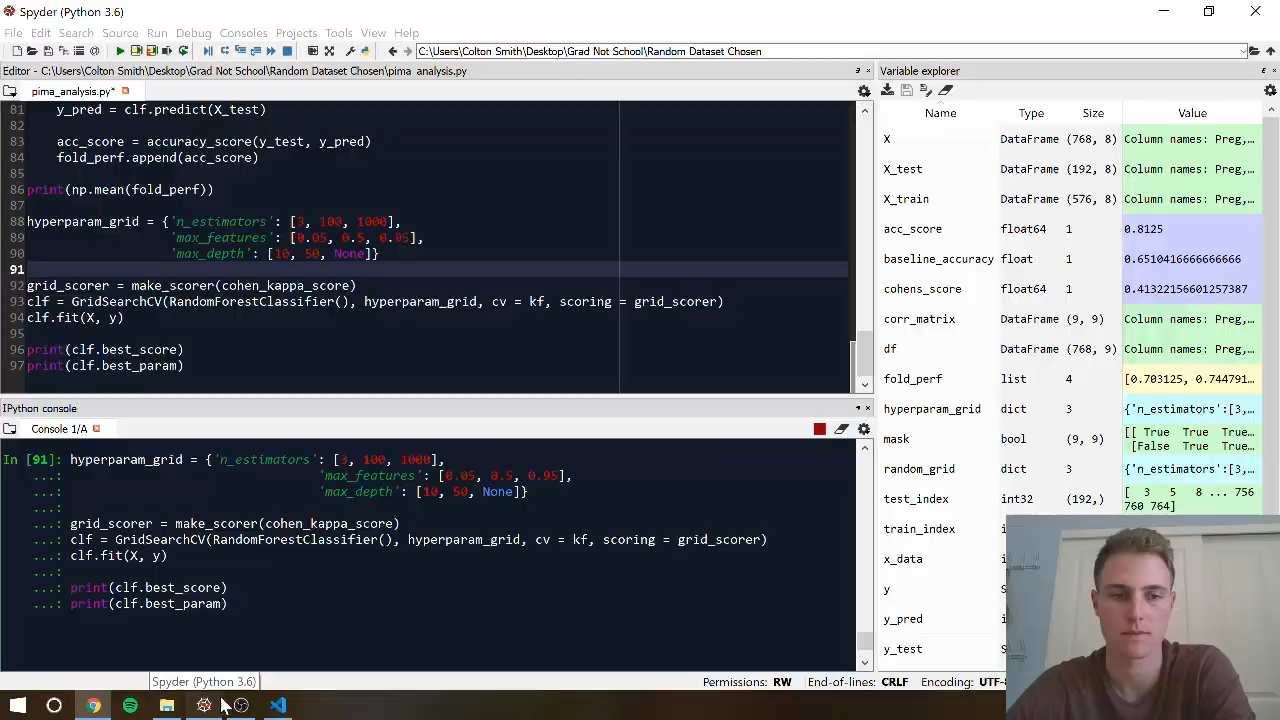 Spyder (Python 3.6)
File Edit Search Source Run Debug Consoles Projects Tools View Help
C:\Users\Colton Smith\Desktop\Grad Not School\Random Dataset Chosen
Editor - C:\Users\Colton Smith\Desktop\Grad Not School\Random Dataset Chosen\pima_analysis.py
pima_analysis.py*
81 y_pred = clf.predict(X_test)
82
83 acc_score = accuracy_score(y_test, y_pred)
84 fold_perf.append(acc_score)
85
86 print(np.mean(fold_perf))
87
88 hyperparam_grid = {'n_estimators': [3, 100, 1000],
89 'max_features': [0.05, 0.5, 0.95],
90 'max_depth': [10, 50, None]}
91
92 grid_scorer = make_scorer(cohen_kappa_score)
93 clf = GridSearchCV(RandomForestClassifier(), hyperparam_grid, cv = kf, scoring = grid_scorer)
94 clf.fit(X, y)
95
96 print(clf.best_score)
97 print(clf.best_param)
IPython console
Console 1/A
In [91]: hyperparam_grid = {'n_estimators': [3, 100, 1000],
...: 'max_features': [0.05, 0.5, 0.95],
...: 'max_depth': [10, 50, None]}
...:
...: grid_scorer = make_scorer(cohen_kappa_score)
...: clf = GridSearchCV(RandomForestClassifier(), hyperparam_grid, cv = kf, scoring = grid_scorer)
...: clf.fit(X, y)
...:
...: print(clf.best_score)
...: print(clf.best_param)
Variable explorer
Name Type Size Value
X DataFrame (768, 8) Column names: Preg,...
X_test DataFrame (192, 8) Column names: Preg,...
X_train DataFrame (576, 8) Column names: Preg,...
acc_score float64 1 0.8125
baseline_accuracy float 1 0.6510416666666666
cohens_score float64 1 0.41322156601257387
corr_matrix DataFrame (9, 9) Column names: Preg,...
df DataFrame (768, 9) Column names: Preg,...
fold_perf list 4 [0.703125, 0.744791...
hyperparam_grid dict 3 {'n_estimators':[3,...
mask bool (9, 9) [[ True True True...
[False True True...
random_grid dict 3 {'n_estimators':[3,...
test_index int32 (192,) [ 3 5 8 ... 756
760 764]
train_index
x_data
y
y_pred
y_test
Spyder (Python 3.6)
Permissions: RW End-of-lines: CRLF Encoding: UTF-8